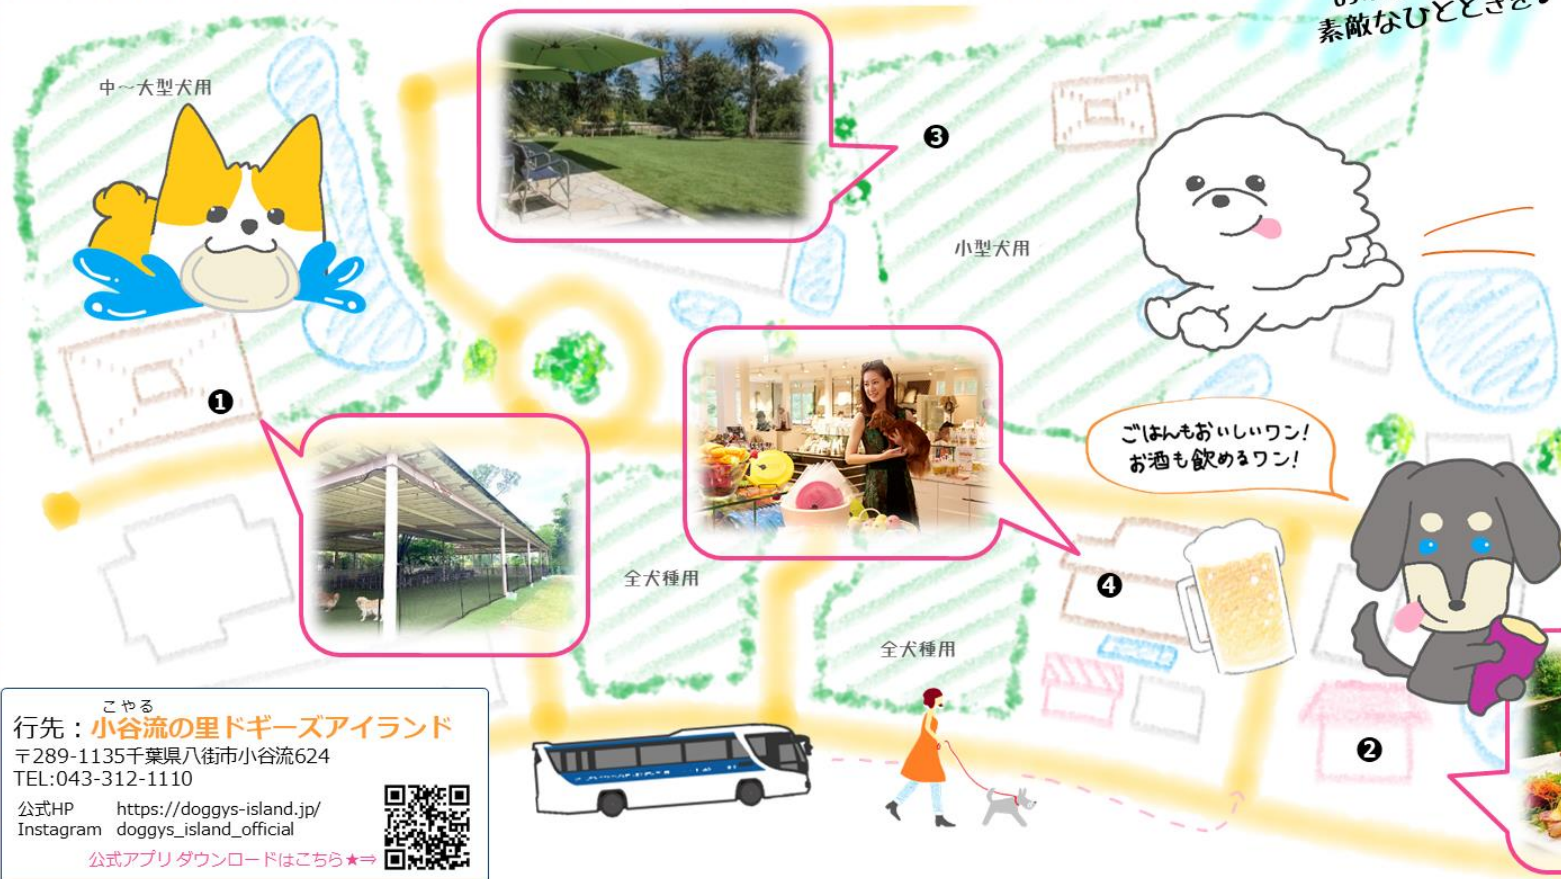 素敵なひとときを
中～大型犬用
❸
小型犬用
❶
ごはんもおいしいワン!
お酒も飲めるワン!
全犬種用
❹
全犬種用
❷
こやる
行先：小谷流の里ドギーズアイランド
〒289-1135千葉県八街市小谷流624
TEL:043-312-1110
公式HP https://doggys-island.jp/
Instagram doggys_island_official
公式アプリダウンロードはこちら★⇒